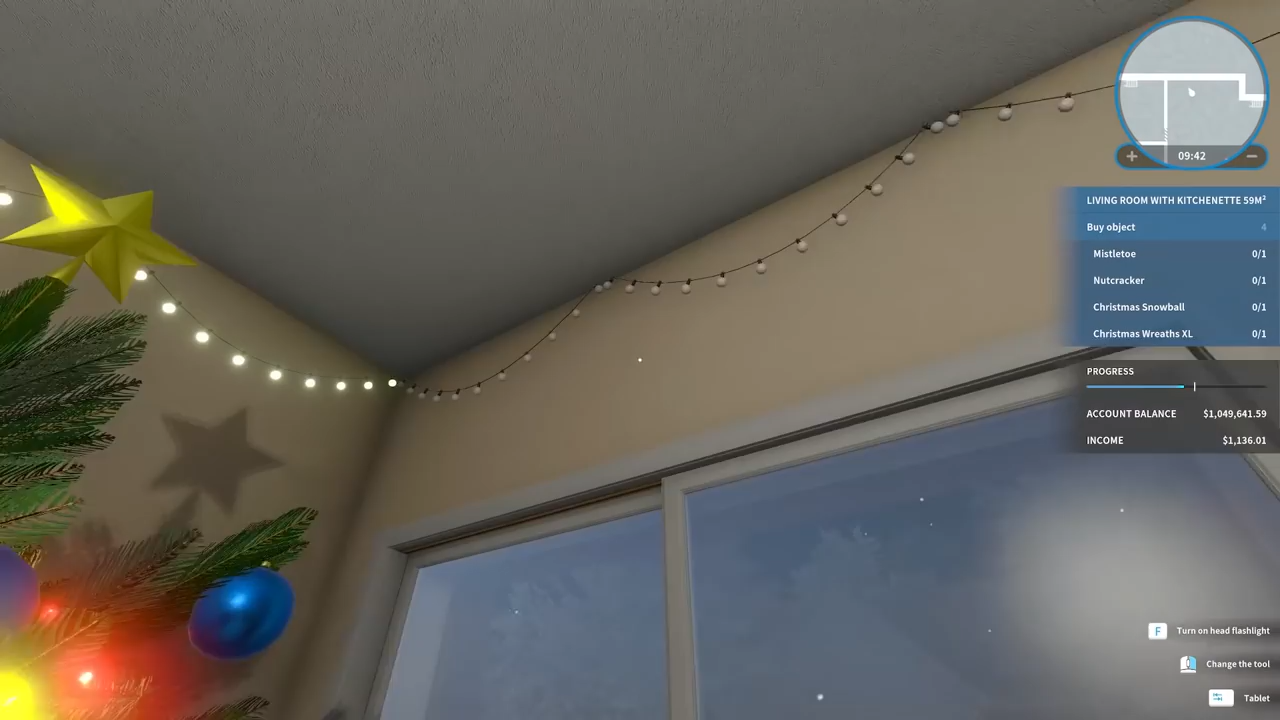 09:42
LIVING ROOM WITH KITCHENETTE 59M²
Buy object 4
Mistletoe 0/1
Nutcracker 0/1
Christmas Snowball 0/1
Christmas Wreaths XL 0/1
PROGRESS
ACCOUNT BALANCE $1,049,641.59
INCOME $1,136.01
F Turn on head flashlight
Change the tool
Tablet